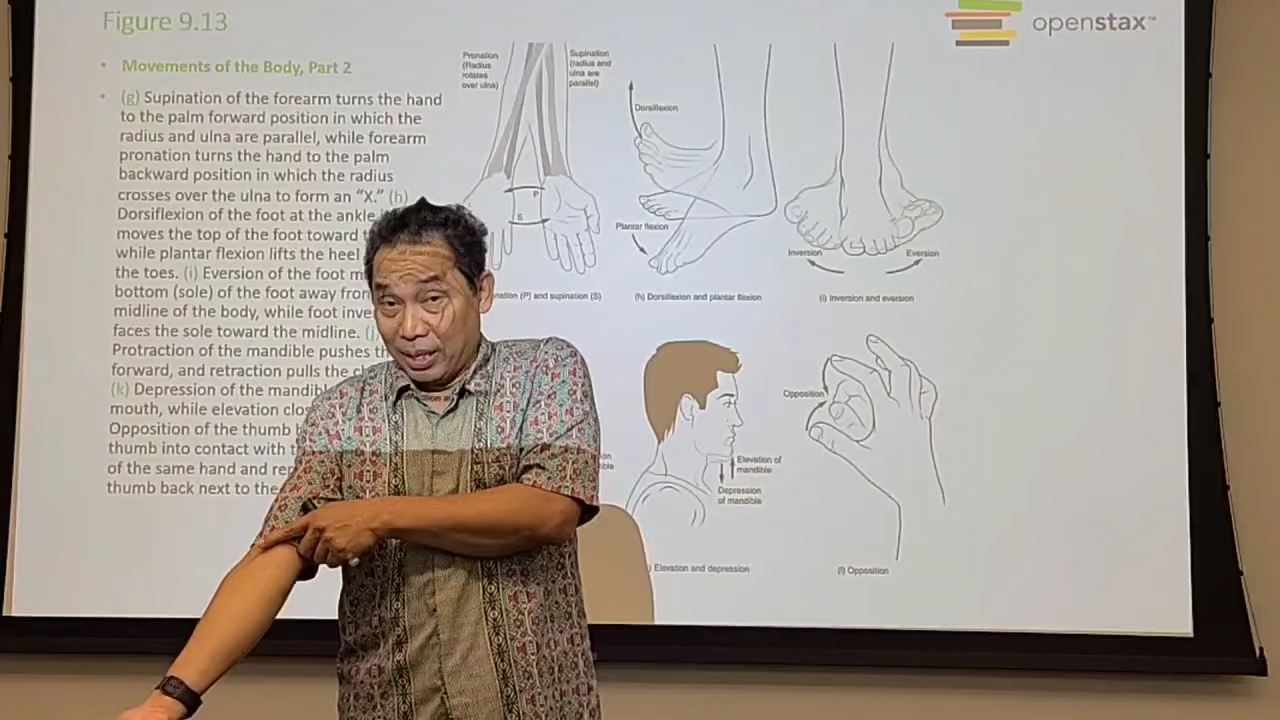 Figure 9.13
openstax™
Movements of the Body, Part 2
(g) Supination of the forearm turns the hand
to the palm forward position in which the
radius and ulna are parallel, while forearm
pronation turns the hand to the palm
backward position in which the radius
crosses over the ulna to form an “X.” (h)
Dorsiflexion of the foot at the ankle
moves the top of the foot toward
while plantar flexion lifts the heel
the toes. (i) Eversion of the foot
bottom (sole) of the foot away
midline of the body, while foot
faces the sole toward the midline.
Protraction of the mandible pushes
forward, and retraction pulls the
(k) Depression of the
mouth, while elevation
Opposition of the thumb
thumb into contact with
of the same hand and
thumb back next to the
Pronation
(Radius
rotates
over ulna)
Supination
(radius and
ulna are
parallel)
P
S
(P) and supination (S)
Dorsiflexion
Plantar flexion
(h) Dorsiflexion and plantar flexion
Inversion
Eversion
(i) Inversion and eversion
Elevation of
mandible
Depression
of mandible
Elevation and depression
Opposition
(l) Opposition